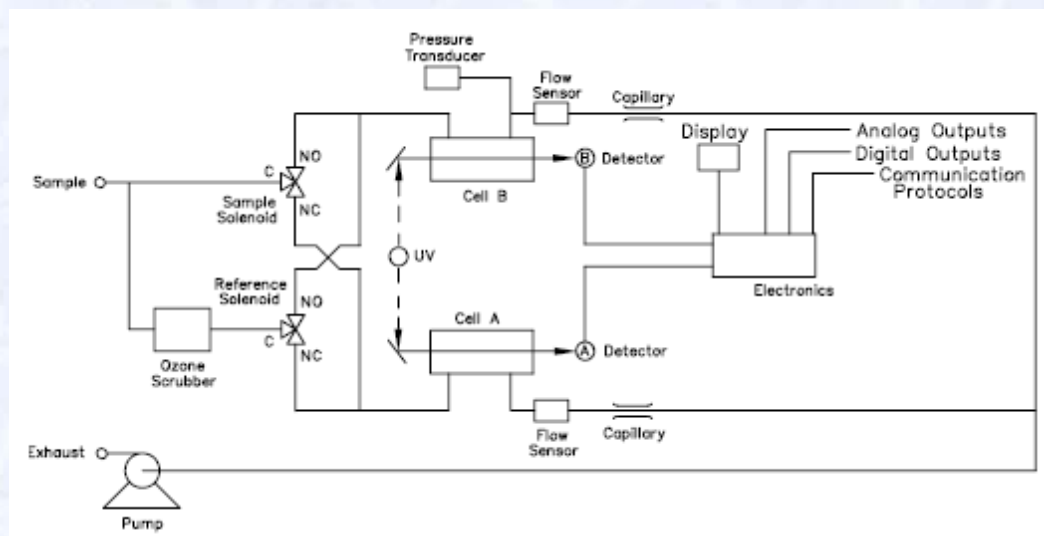 Pressure
Transducer
Flow
Sensor
Capillary
Display
Analog Outputs
Digital Outputs
Communication
Protocols
NO
C
Sample
NC
Sample
Solenoid
B
Detector
Cell B
UV
Electronics
Reference
Solenoid
NO
C
NC
Ozone
Scrubber
Cell A
A
Detector
Flow
Sensor
Capillary
Exhaust
Pump